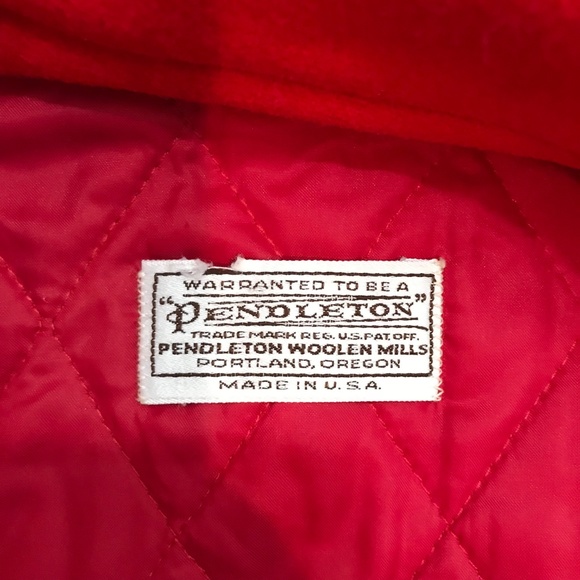 WARRANTED TO BE A
"PENDLETON"
TRADE MARK REG. U.S. PAT. OFF.
PENDLETON WOOLEN MILLS
PORTLAND, OREGON
MADE IN U.S.A.